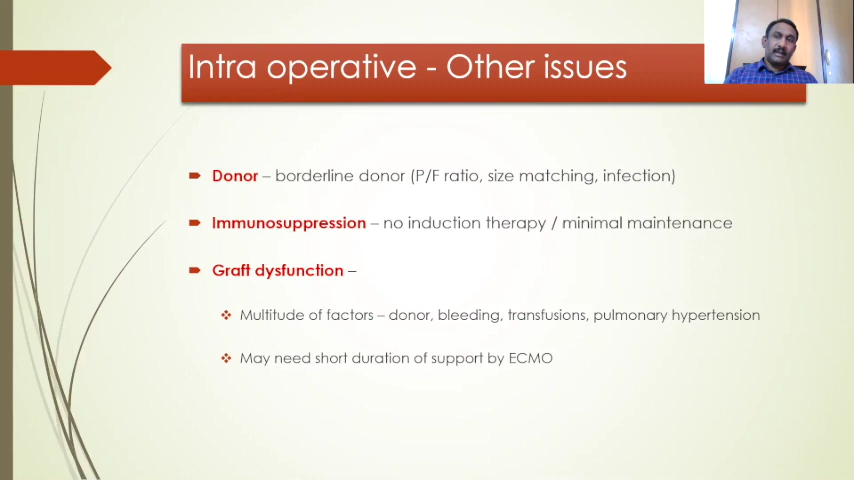 Intra operative - Other issues
Donor – borderline donor (P/F ratio, size matching, infection)
Immunosuppression – no induction therapy / minimal maintenance
Graft dysfunction –
Multitude of factors – donor, bleeding, transfusions, pulmonary hypertension
May need short duration of support by ECMO